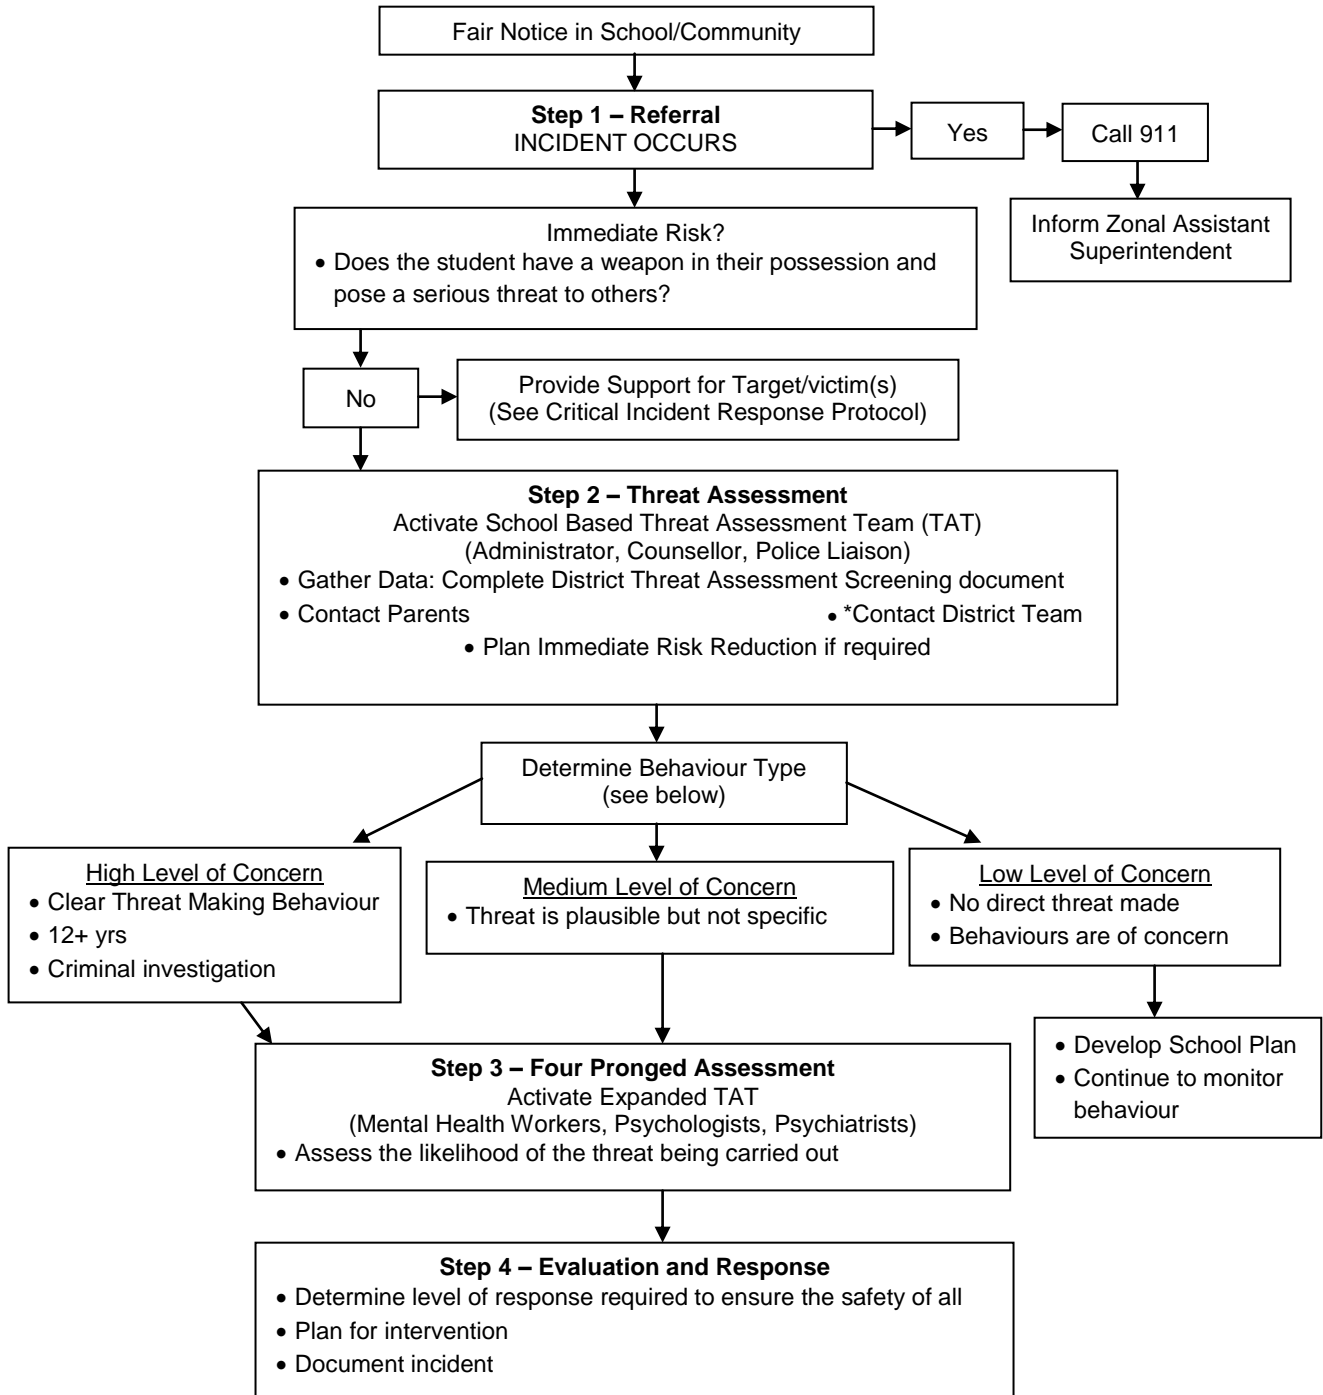 Fair Notice in School/Community
Step 1 – Referral
INCIDENT OCCURS
Yes
Call 911
Inform Zonal Assistant
Superintendent
Immediate Risk?
• Does the student have a weapon in their possession and
pose a serious threat to others?
No
Provide Support for Target/victim(s)
(See Critical Incident Response Protocol)
Step 2 – Threat Assessment
Activate School Based Threat Assessment Team (TAT)
(Administrator, Counsellor, Police Liaison)
• Gather Data: Complete District Threat Assessment Screening document
• Contact Parents • *Contact District Team
• Plan Immediate Risk Reduction if required
Determine Behaviour Type
(see below)
High Level of Concern
• Clear Threat Making Behaviour
• 12+ yrs
• Criminal investigation
Medium Level of Concern
• Threat is plausible but not specific
Low Level of Concern
• No direct threat made
• Behaviours are of concern
• Develop School Plan
• Continue to monitor
behaviour
Step 3 – Four Pronged Assessment
Activate Expanded TAT
(Mental Health Workers, Psychologists, Psychiatrists)
• Assess the likelihood of the threat being carried out
Step 4 – Evaluation and Response
• Determine level of response required to ensure the safety of all
• Plan for intervention
• Document incident